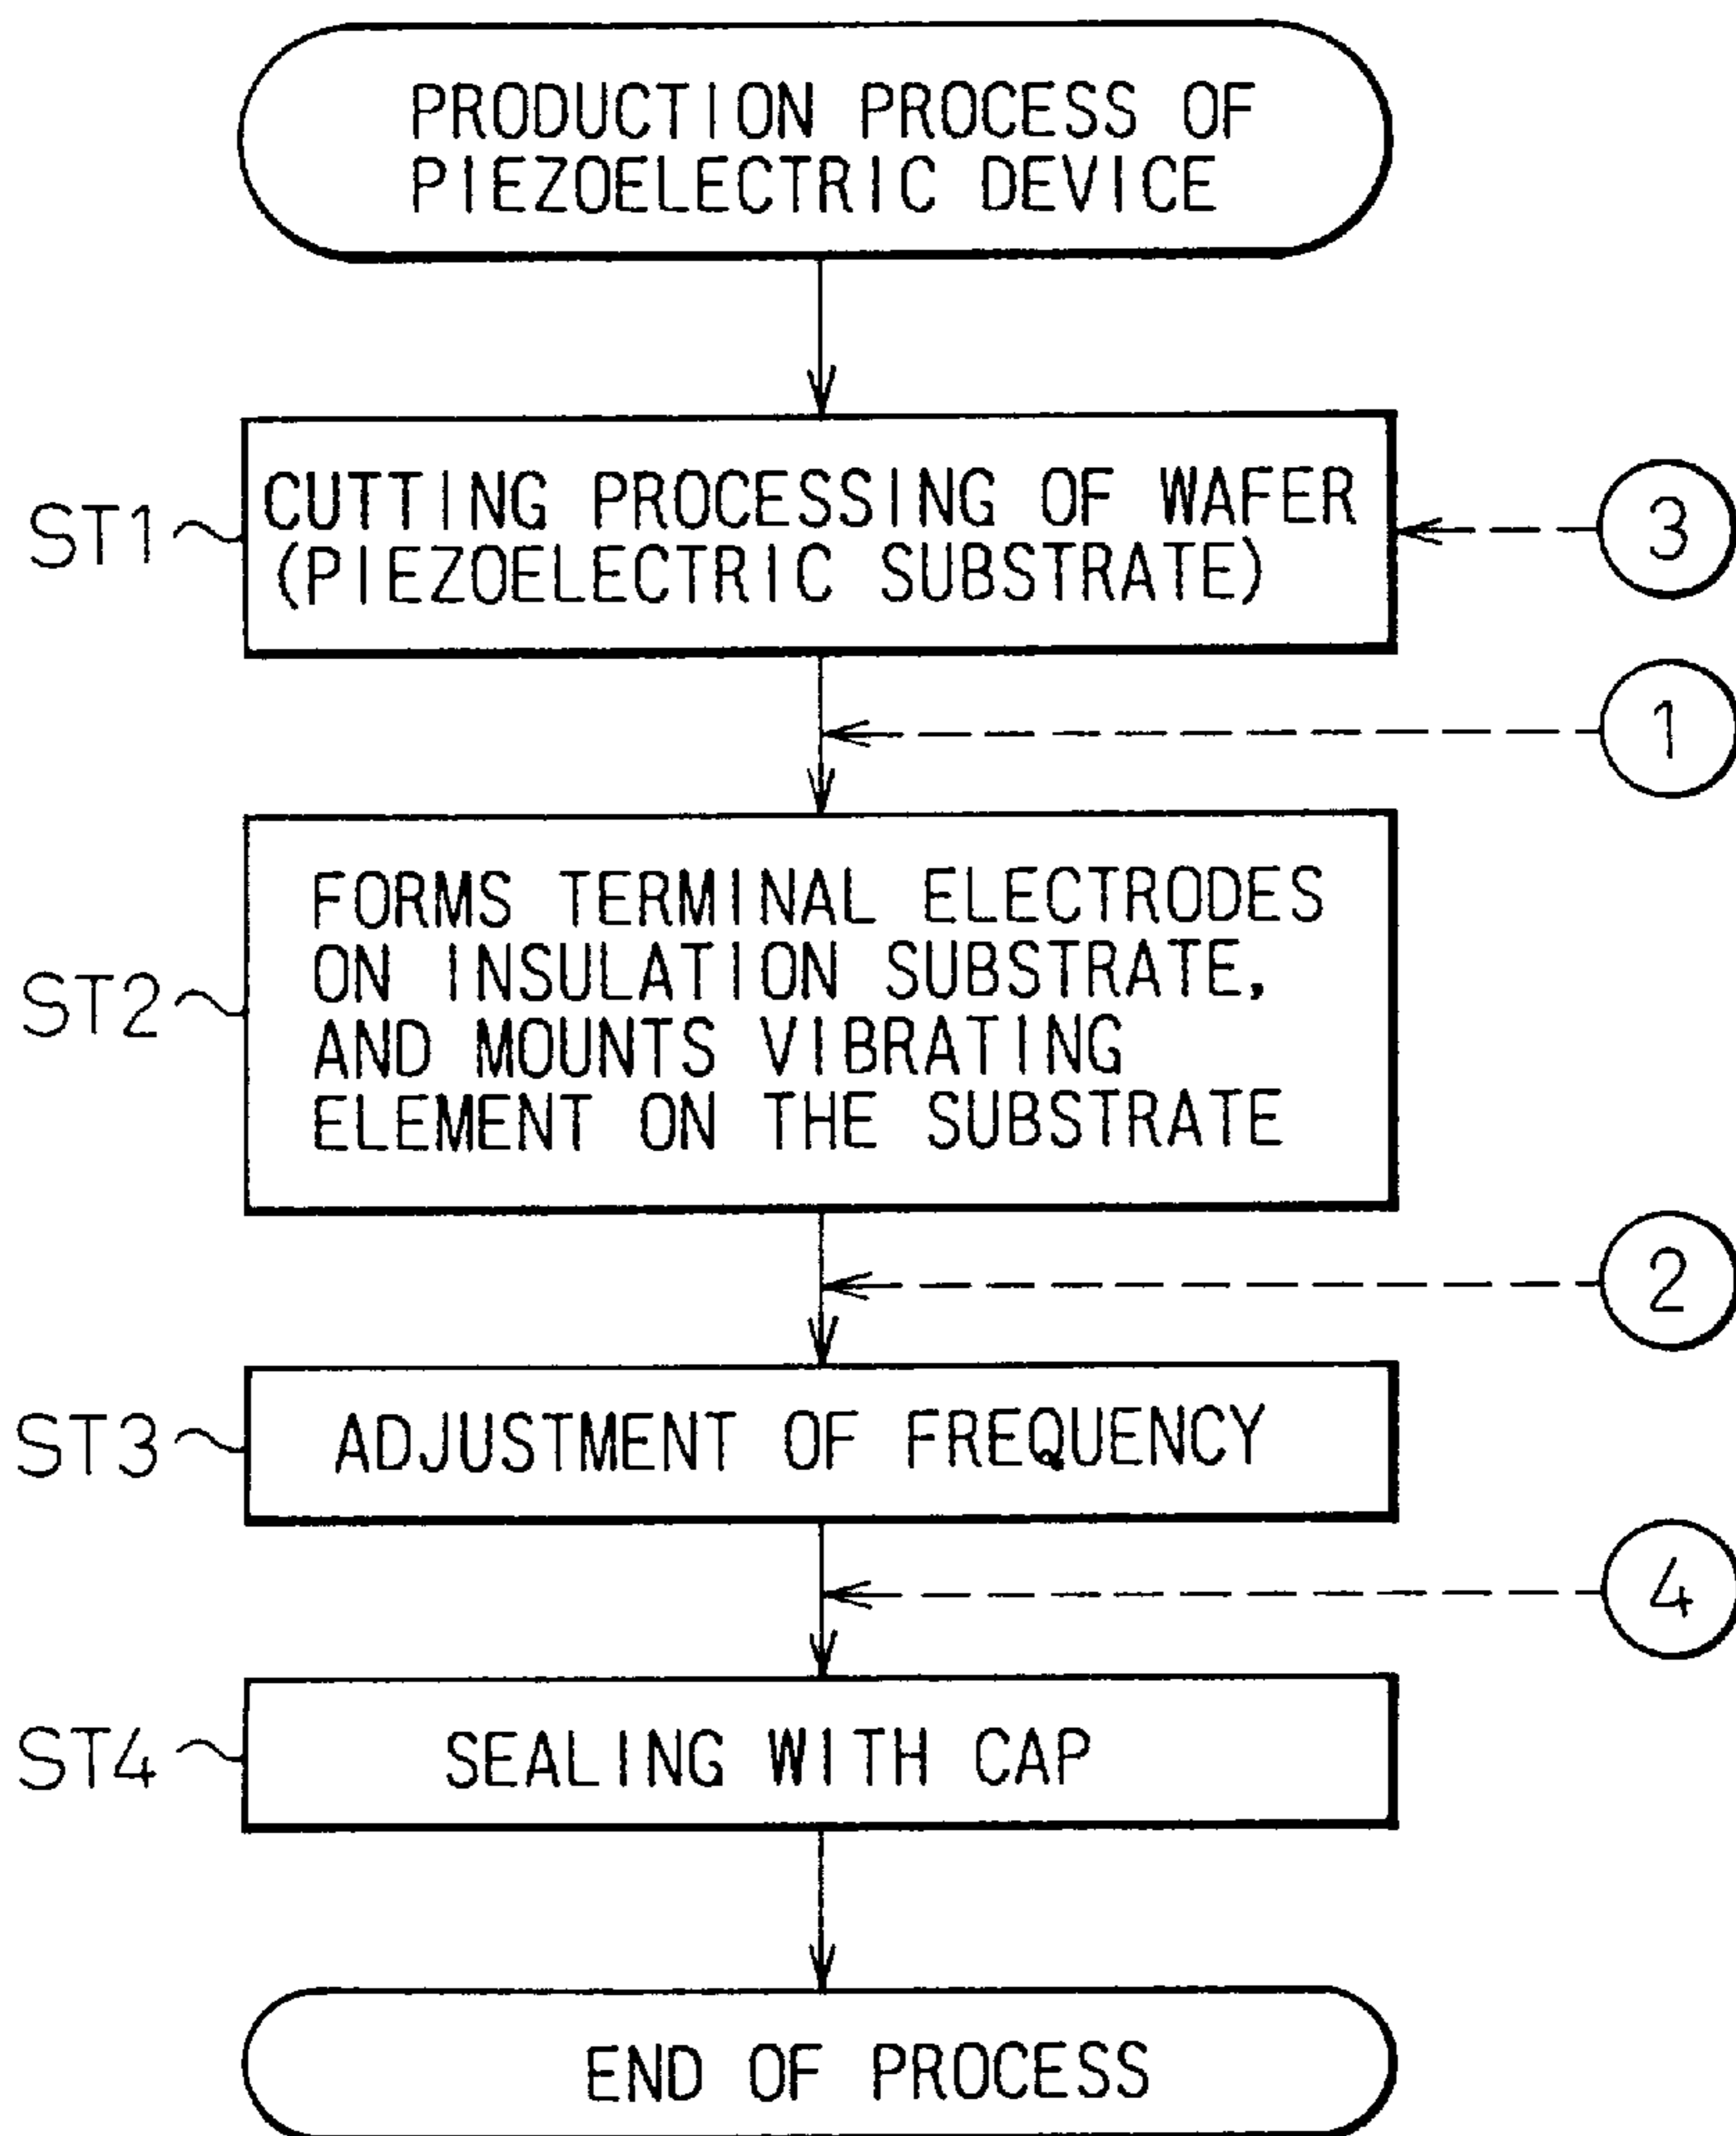 PRODUCTION PROCESS OF
PIEZOELECTRIC DEVICE
ST1
CUTTING PROCESSING OF WAFER
(PIEZOELECTRIC SUBSTRATE)
3
1
ST2
FORMS TERMINAL ELECTRODES
ON INSULATION SUBSTRATE,
AND MOUNTS VIBRATING
ELEMENT ON THE SUBSTRATE
2
ST3
ADJUSTMENT OF FREQUENCY
4
ST4
SEALING WITH CAP
END OF PROCESS